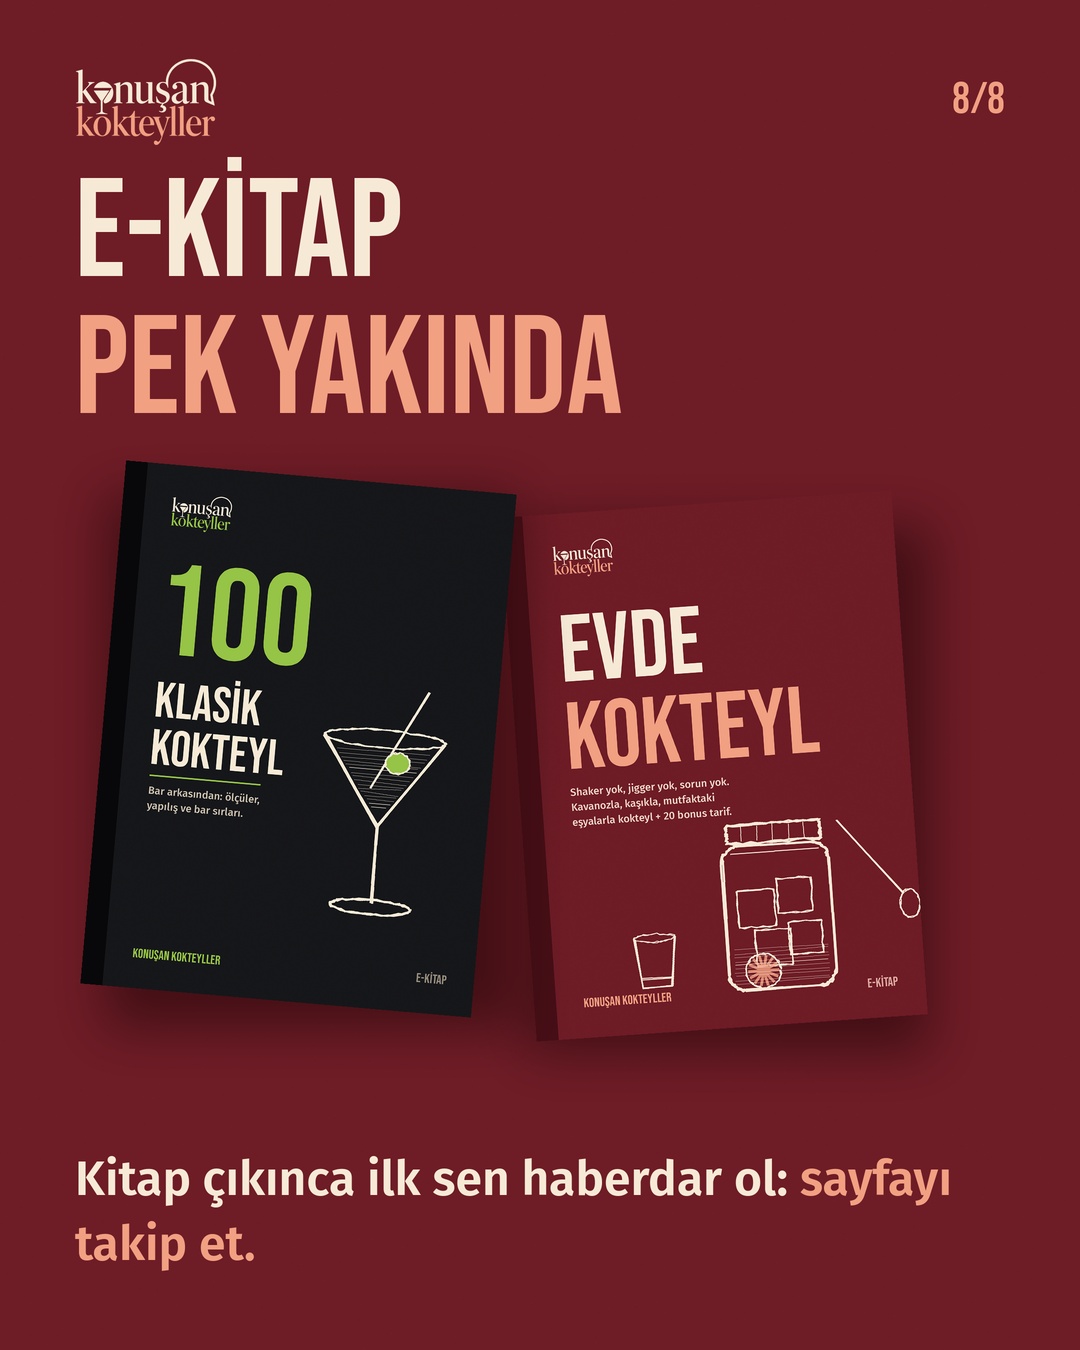 konuşan
kokteyller
8/8
E-KİTAP
PEK YAKINDA
konuşan
kokteyller
100
KLASİK
KOKTEYL
Bar arkasından: ölçüler,
yapılış ve bar sırları.
KONUŞAN KOKTEYLLER
E-KİTAP
konuşan
kokteyller
EVDE
KOKTEYL
Shaker yok, jigger yok, sorun yok.
Kavanozla, kaşıkla, mutfaktaki
eşyalarla kokteyl + 20 bonus tarif.
KONUŞAN KOKTEYLLER
E-KİTAP
Kitap çıkınca ilk sen haberdar ol: sayfayı
takip et.